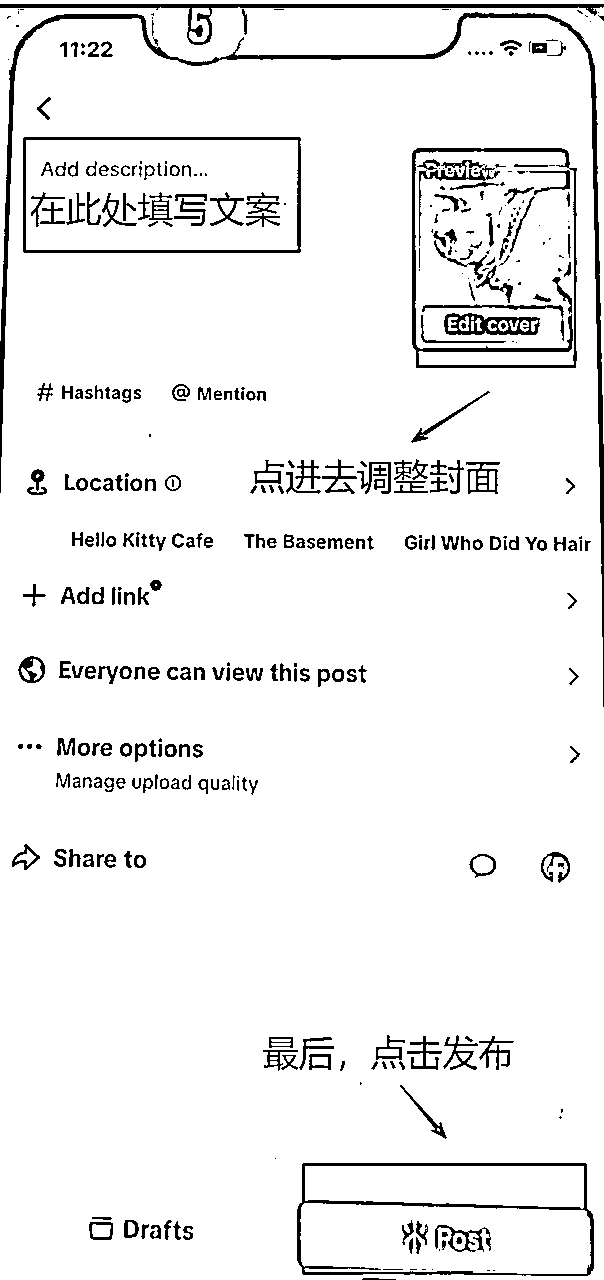 5
11:22
Add description...
在此处填写文案
Preview
Edit cover
# Hashtags @ Mention
点进去调整封面
Location
Hello Kitty Cafe The Basement Girl Who Did Yo Hair
+ Add link
Everyone can view this post
... More options
Manage upload quality
Share to
最后，点击发布
Drafts
Post